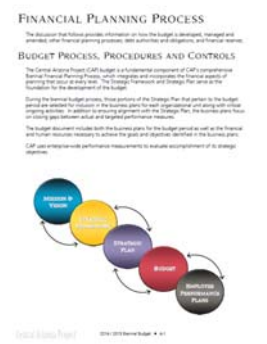 FINANCIAL PLANNING PROCESS
The discussion that follows provides information on how the budget is developed, managed and
amended, other financial planning processes, debt authorities and obligations, and financial reserves.
BUDGET PROCESS, PROCEDURES AND CONTROLS
The Central Arizona Project (CAP) budget is a fundamental component of CAP's comprehensive
Biennial Financial Planning Process, which integrates and incorporates the financial aspects of
planning that occur at every level. The Strategic Framework and Strategic Plan serve as the
foundation for the development of the budget.
During the biennial budget process, those portions of the Strategic Plan that pertain to the budget
period are selected for inclusion in the business plans for each organizational unit along with critical
ongoing activities. In addition to ensuring alignment with the Strategic Plan, the business plans focus
on closing gaps between actual and targeted performance measures.
The budget document includes both the business plans for the budget period as well as the financial
and human resources necessary to achieve the goals and objectives identified in the business plans.
CAP uses enterprise-wide performance measurements to evaluate accomplishment of its strategic
objectives.
MISSION &
VISION
STRATEGIC
FRAMEWORK
STRATEGIC
PLAN
BUDGET
EMPLOYEE
PERFORMANCE
PLANS
Central Arizona Project
2014 / 2015 Biennial Budget